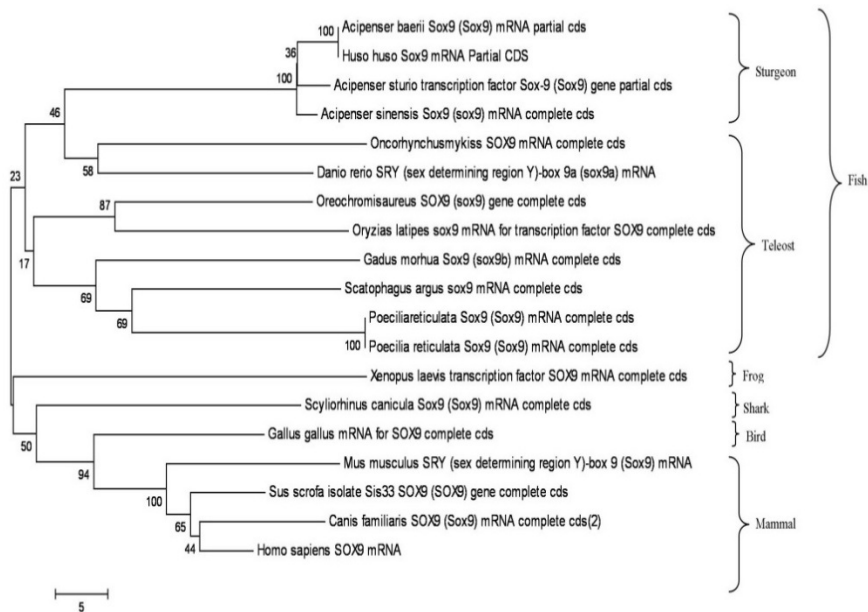 100
Acipenser baerii Sox9 (Sox9) mRNA partial cds
Huso huso Sox9 mRNA Partial CDS
36
100
Acipenser sturio transcription factor Sox-9 (Sox9) gene partial cds
Acipenser sinensis Sox9 (sox9) mRNA complete cds
Sturgeon
46
Oncorhynchusmykiss SOX9 mRNA complete cds
58
Danio rerio SRY (sex determining region Y)-box 9a (sox9a) mRNA
23
Fish
87
Oreochromisaureus SOX9 (sox9) gene complete cds
Oryzias latipes sox9 mRNA for transcription factor SOX9 complete cds
Teleost
17
Gadus morhua Sox9 (sox9b) mRNA complete cds
69
Scatophagus argus sox9 mRNA complete cds
69
Poeciliareticulata Sox9 (Sox9) mRNA complete cds
100
Poecilia reticulata Sox9 (Sox9) mRNA complete cds
Xenopus laevis transcription factor SOX9 mRNA complete cds
Frog
Scyliorhinus canicula Sox9 (Sox9) mRNA complete cds
Shark
50
Gallus gallus mRNA for SOX9 complete cds
Bird
94
Mus musculus SRY (sex determining region Y)-box 9 (Sox9) mRNA
100
Sus scrofa isolate Sis33 SOX9 (SOX9) gene complete cds
65
Canis familiaris SOX9 (Sox9) mRNA complete cds(2)
Mammal
44
Homo sapiens SOX9 mRNA
5